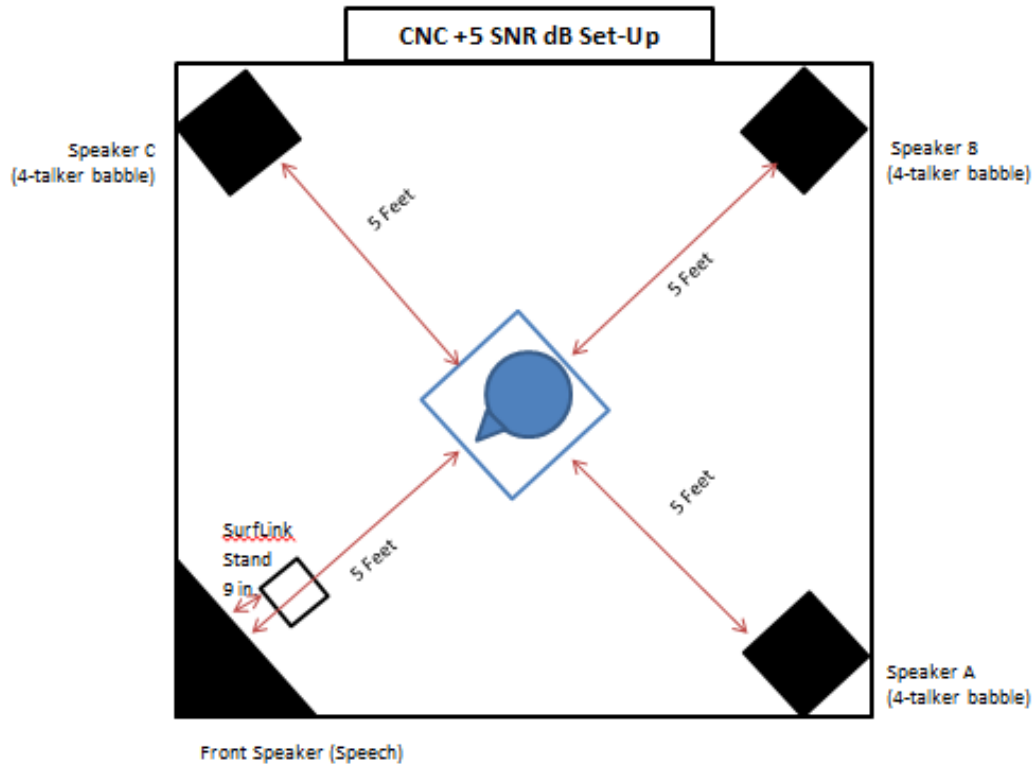 CNC +5 SNR dB Set-Up
Speaker C
(4-talker babble)
Speaker B
(4-talker babble)
5 Feet
5 Feet
SurfLink
Stand
9 in
5 Feet
5 Feet
Speaker A
(4-talker babble)
Front Speaker (Speech)